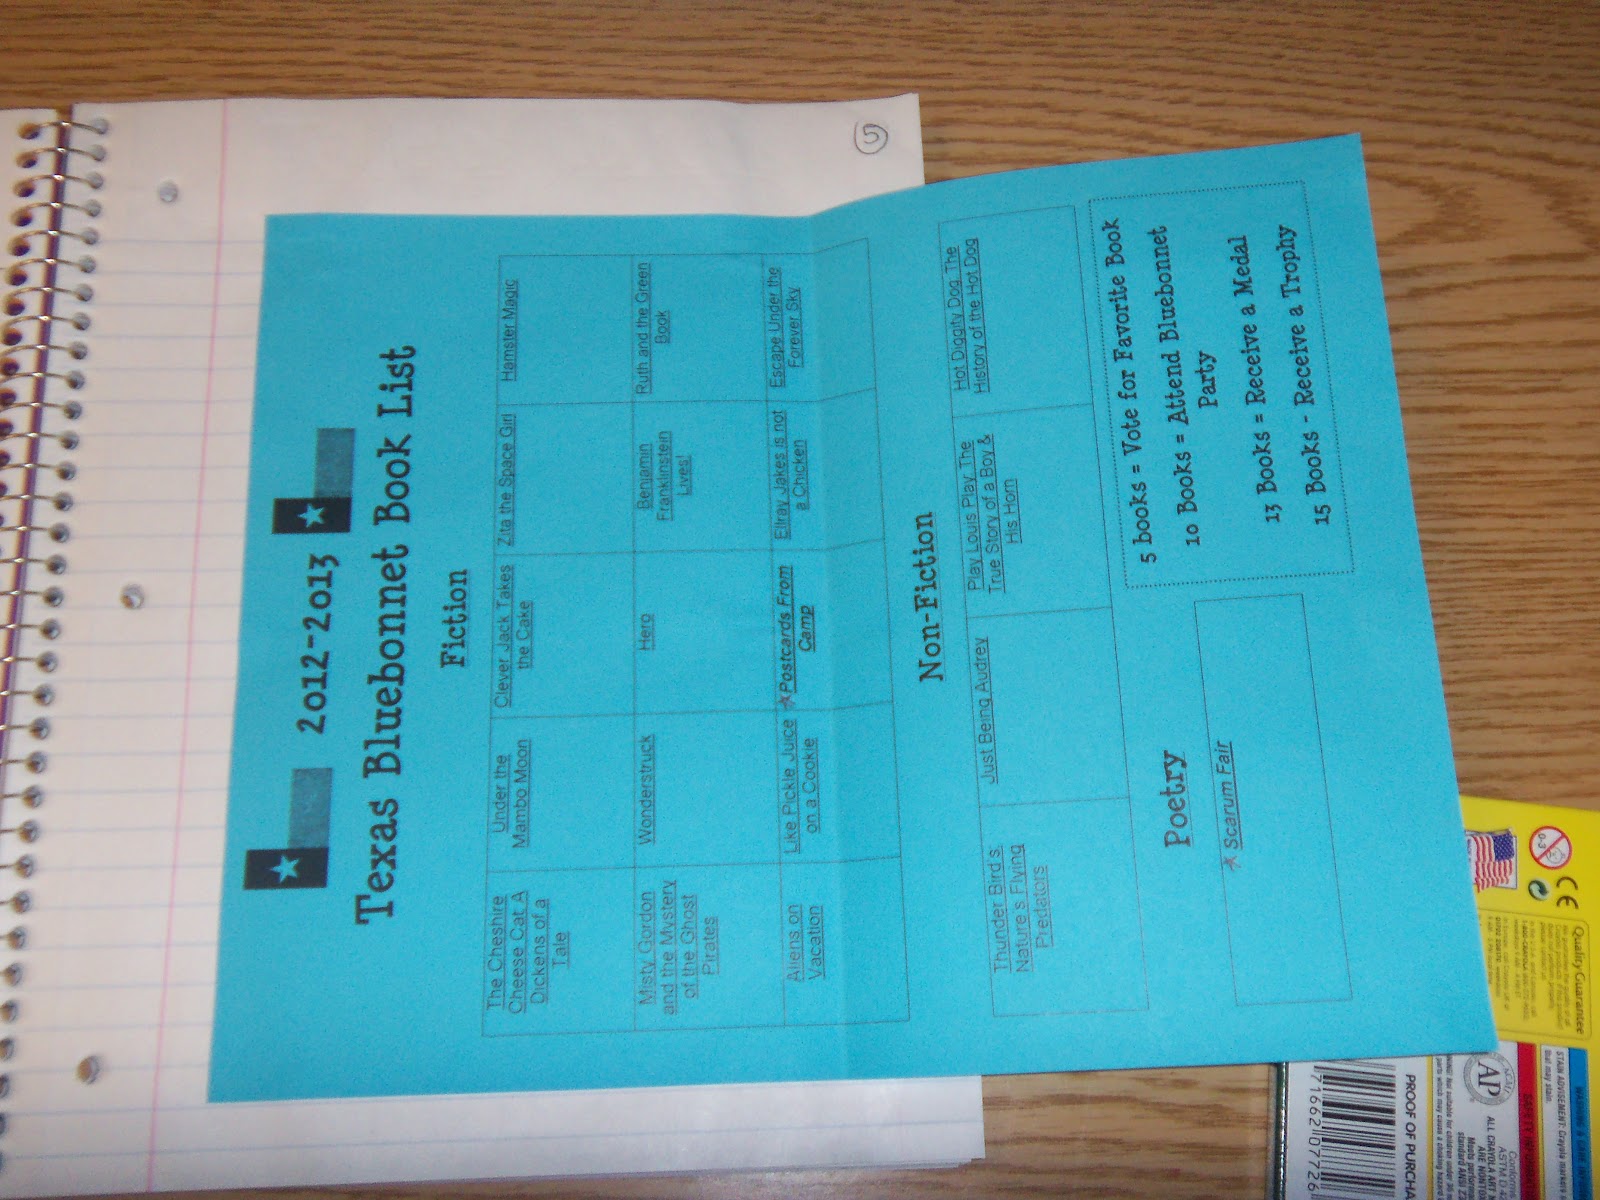 5
2012-2013
Texas Bluebonnet Book List
Fiction
The Cheshire
Cheese Cat A
Dickens of a
Tale
Under the
Mambo Moon
Clever Jack Takes
the Cake
Zita the Space Girl
Hamster Magic
Misty Gordon
and the Mystery
of the Ghost
Pirates
Wonderstruck
Hero
Benjamin
Franklinstein
Lives!
Ruth and the Green
Book
Aliens on
Vacation
Like Pickle Juice
on a Cookie
*Postcards From
Camp
Ellray Jakes is not
a Chicken
Escape Under the
Forever Sky
Non-Fiction
Thunder Birds:
Nature's Flying
Predators
Just Being Audrey
Play Louis Play The
True Story of a Boy &
His Horn
Hot Diggity Dog The
History of the Hot Dog
Poetry
*Scarum Fair
5 books = Vote for Favorite Book
10 Books = Attend Bluebonnet
Party
13 Books = Receive a Medal
15 Books - Receive a Trophy
0-3
CE
Quality Guarantee
71662 07726
PROOF OF PURCH
AP